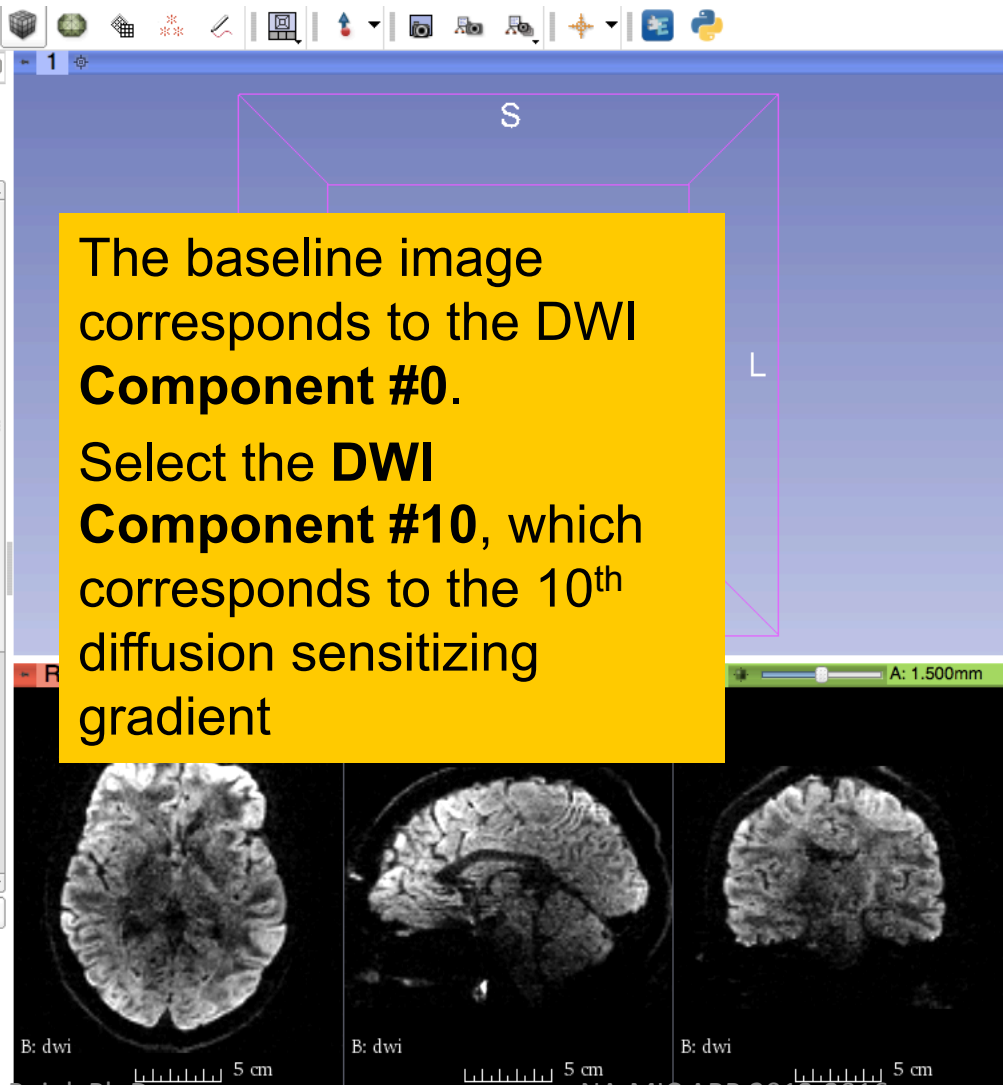 1
S
The baseline image
corresponds to the DWI
Component #0.
Select the DWI
Component #10, which
corresponds to the 10th
diffusion sensitizing
gradient
L
R
A: 1.500mm
B: dwi
5 cm
B: dwi
5 cm
B: dwi
5 cm